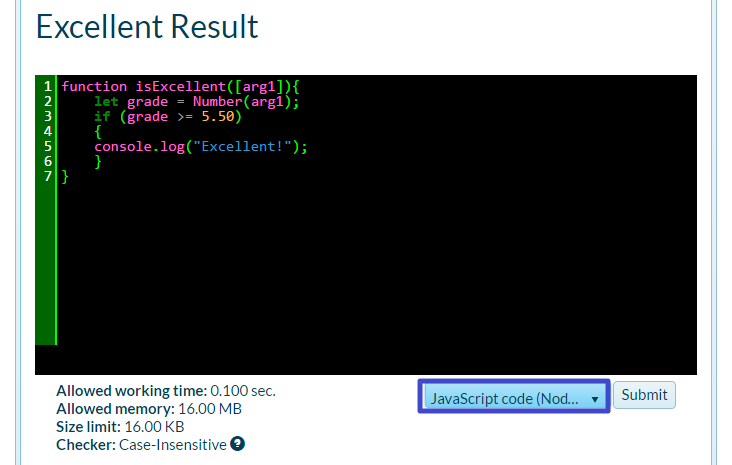 Excellent Result
1 function isExcellent([arg1]){
2 let grade = Number(arg1);
3 if (grade >= 5.50)
4 {
5 console.log("Excellent!");
6 }
7 }
Allowed working time: 0.100 sec.
Allowed memory: 16.00 MB
Size limit: 16.00 KB
Checker: Case-Insensitive ?
JavaScript code (Nod... ▼
Submit